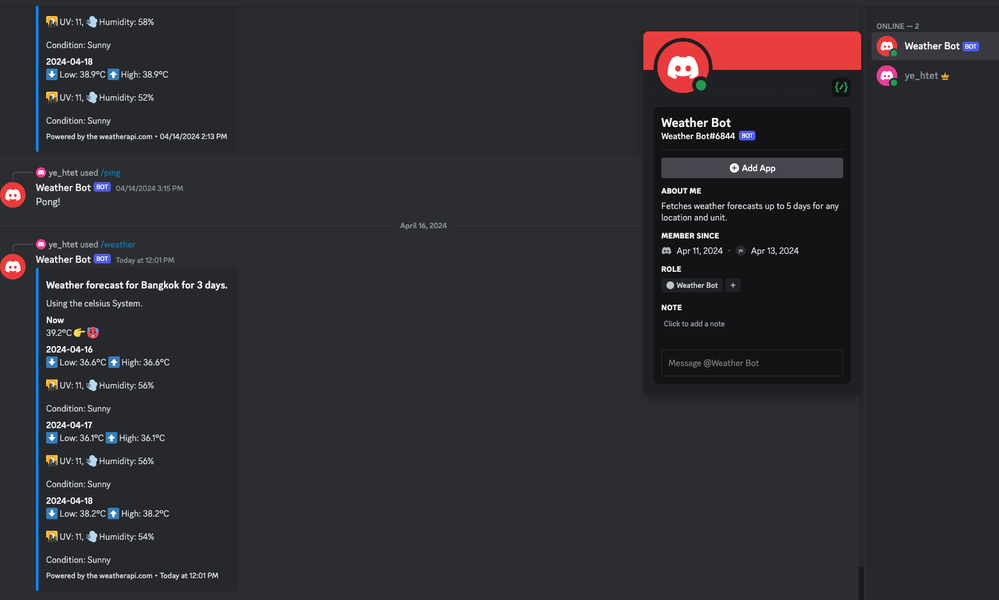 UV: 11, Humidity: 58%
Condition: Sunny
2024-04-18
Low: 38.9°C High: 38.9°C
UV: 11, Humidity: 52%
Condition: Sunny
Powered by the weatherapi.com • 04/14/2024 2:13 PM
ye_htet used /ping
Weather Bot BOT 04/14/2024 3:15 PM
Pong!
April 16, 2024
ye_htet used /weather
Weather Bot BOT Today at 12:01 PM
Weather forecast for Bangkok for 3 days.
Using the celsius System.
Now
39.2°C
2024-04-16
Low: 36.6°C High: 36.6°C
UV: 11, Humidity: 56%
Condition: Sunny
2024-04-17
Low: 36.1°C High: 36.1°C
UV: 11, Humidity: 56%
Condition: Sunny
2024-04-18
Low: 38.2°C High: 38.2°C
UV: 11, Humidity: 54%
Condition: Sunny
Powered by the weatherapi.com • Today at 12:01 PM
Weather Bot
Weather Bot#6844 BOT
Add App
ABOUT ME
Fetches weather forecasts up to 5 days for any
location and unit.
MEMBER SINCE
Apr 11, 2024 • Apr 13, 2024
ROLE
Weather Bot +
NOTE
Click to add a note
Message @Weather Bot
ONLINE — 2
Weather Bot BOT
ye_htet